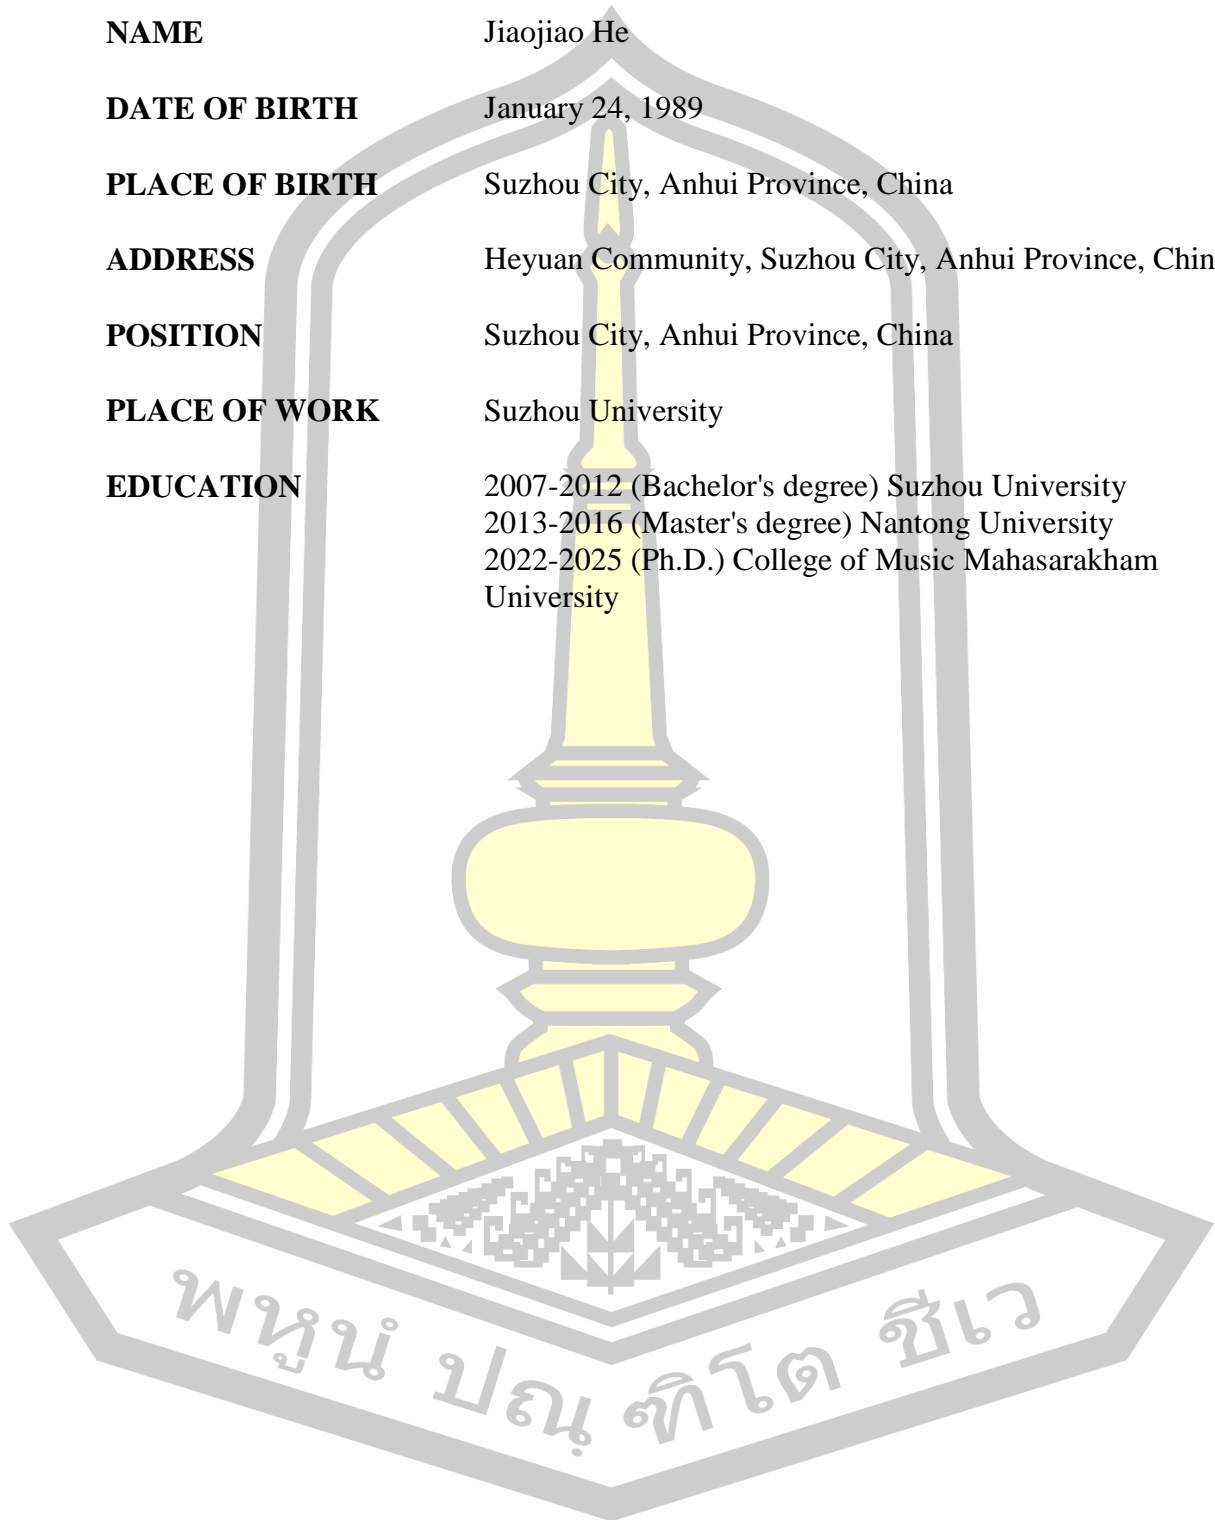 NAME Jiaojiao He
DATE OF BIRTH January 24, 1989
PLACE OF BIRTH Suzhou City, Anhui Province, China
ADDRESS Heyuan Community, Suzhou City, Anhui Province, Chin
POSITION Suzhou City, Anhui Province, China
PLACE OF WORK Suzhou University
EDUCATION 2007-2012 (Bachelor's degree) Suzhou University
2013-2016 (Master's degree) Nantong University
2022-2025 (Ph.D.) College of Music Mahasarakham
University
พหูนํ ปณฺฑิโต ชีเว